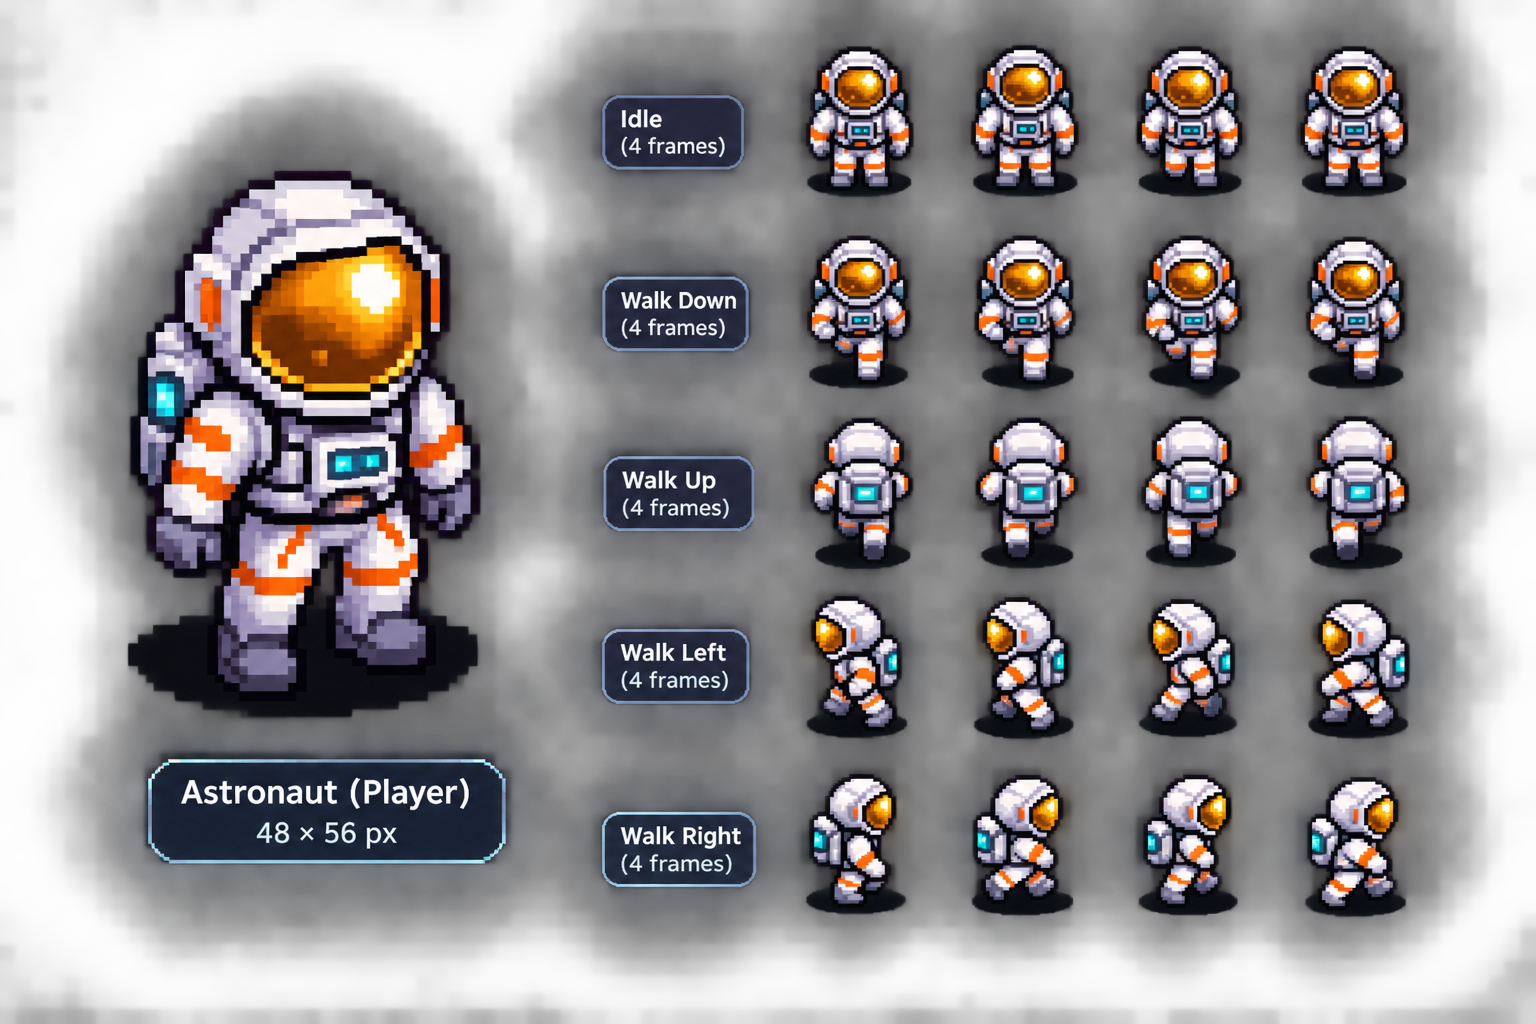 Idle
(4 frames)
Walk Down
(4 frames)
Walk Up
(4 frames)
Walk Left
(4 frames)
Astronaut (Player)
48 × 56 px
Walk Right
(4 frames)